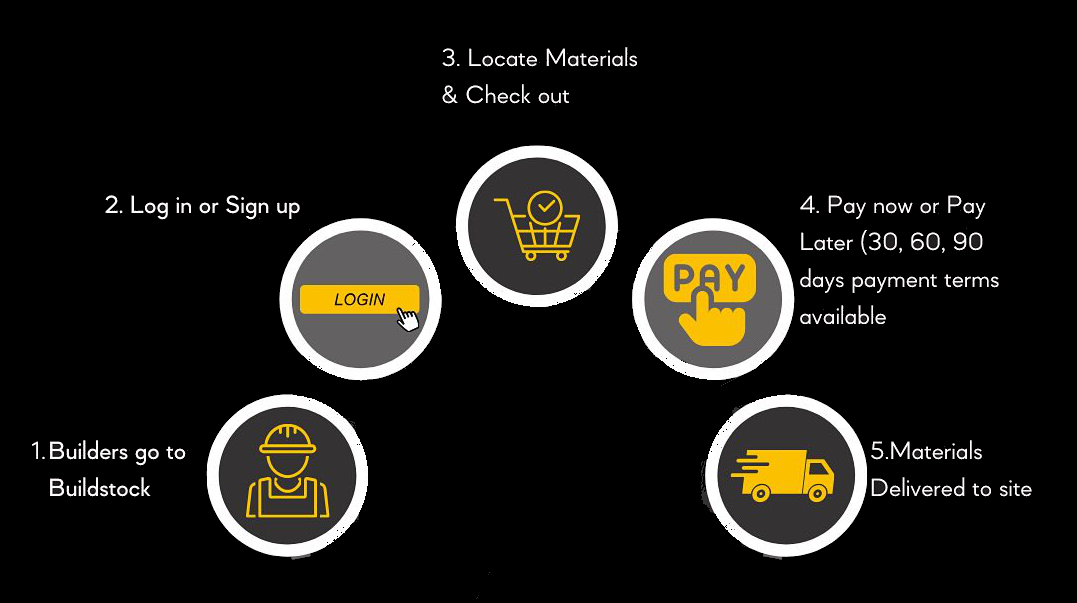 1.Builders go to
Buildstock
2. Log in or Sign up
LOGIN
3. Locate Materials
& Check out
PAY
4. Pay now or Pay
Later (30, 60, 90
days payment terms
available
5.Materials
Delivered to site